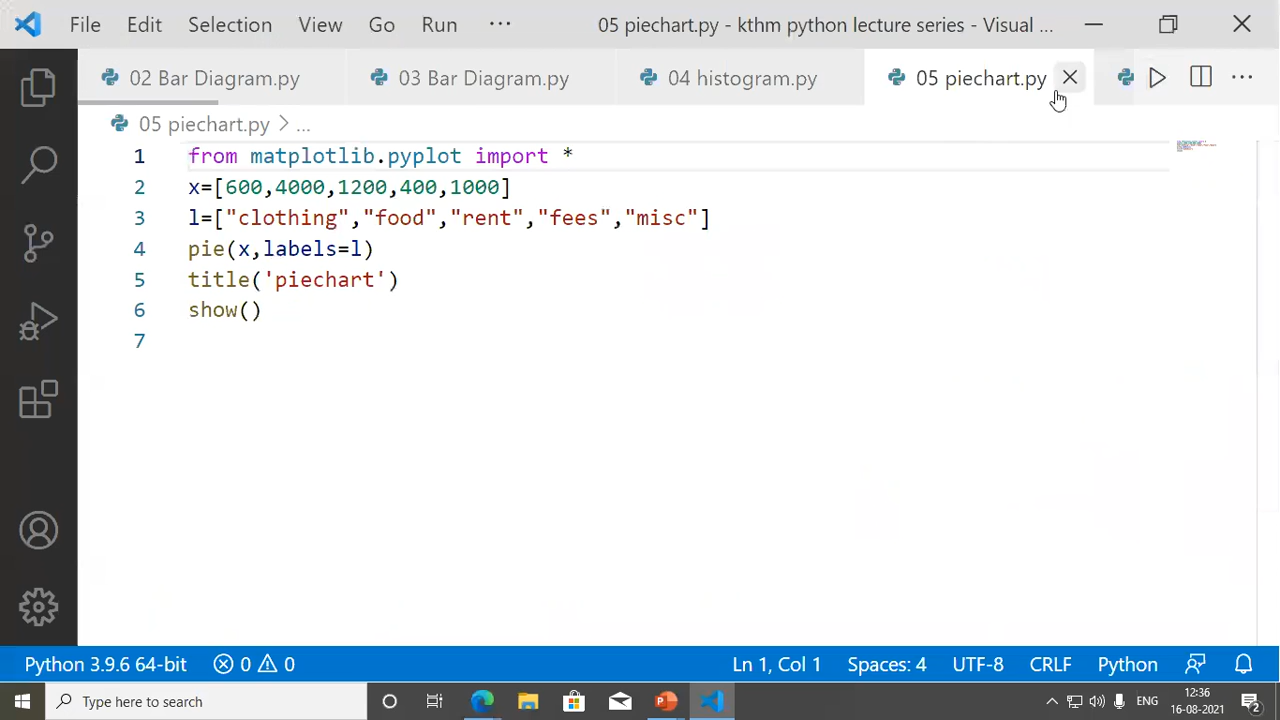 File Edit Selection View Go Run ··· 05 piechart.py - kthm python lecture series - Visual ...
02 Bar Diagram.py 03 Bar Diagram.py 04 histogram.py 05 piechart.py
05 piechart.py > ...
1 from matplotlib.pyplot import *
2 x=[600,4000,1200,400,1000]
3 l=["clothing","food","rent","fees","misc"]
4 pie(x,labels=l)
5 title('piechart')
6 show()
7
Python 3.9.6 64-bit 0 0 Ln 1, Col 1 Spaces: 4 UTF-8 CRLF Python
Type here to search ENG 12:36
16-08-2021 2